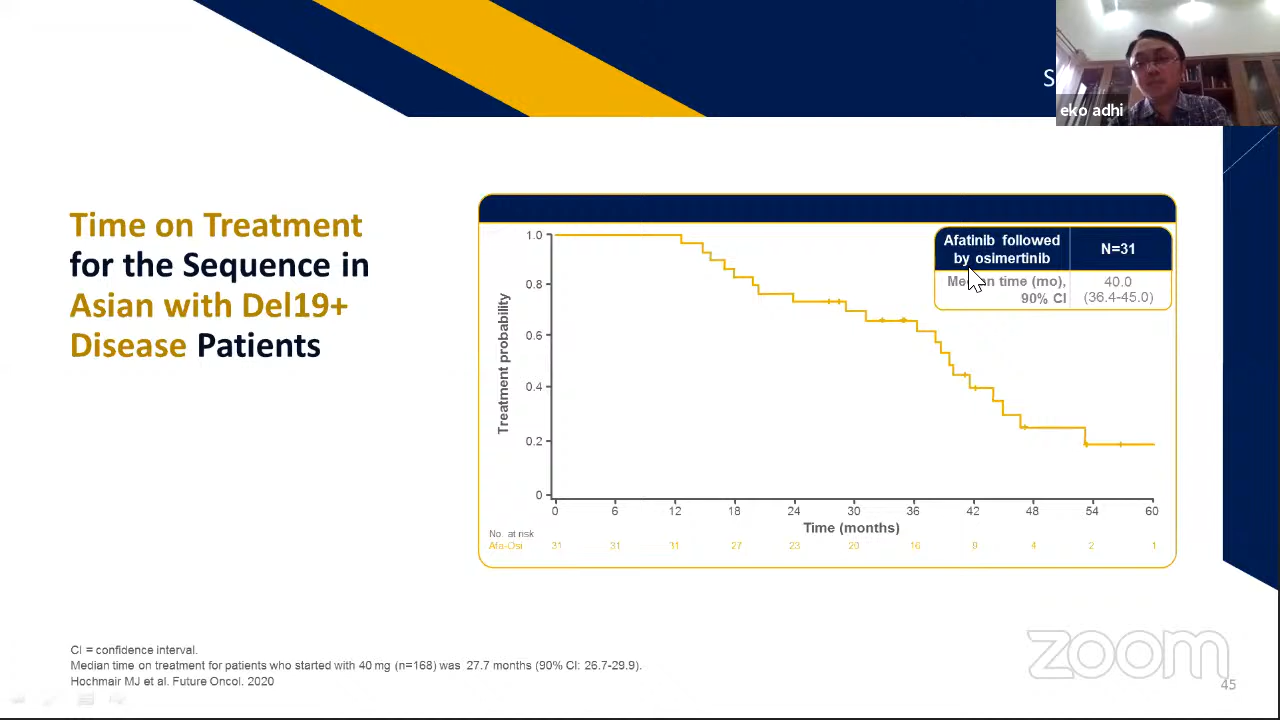 S
eko adhi
Time on Treatment
for the Sequence in
Asian with Del19+
Disease Patients
Afatinib followed
by osimertinib
N=31
time (mo),
90% CI
40.0
(36.4-45.0)
Treatment probability
1.0
0.8
0.6
0.4
0.2
0
0 6 12 18 24 30 36 42 48 54 60
Time (months)
No. at risk
Afa-Osi 31 31 31 27 23 20 16 9 4 2 1
CI = confidence interval.
Median time on treatment for patients who started with 40 mg (n=168) was 27.7 months (90% CI: 26.7-29.9).
Hochmair MJ et al. Future Oncol. 2020
zoom
45